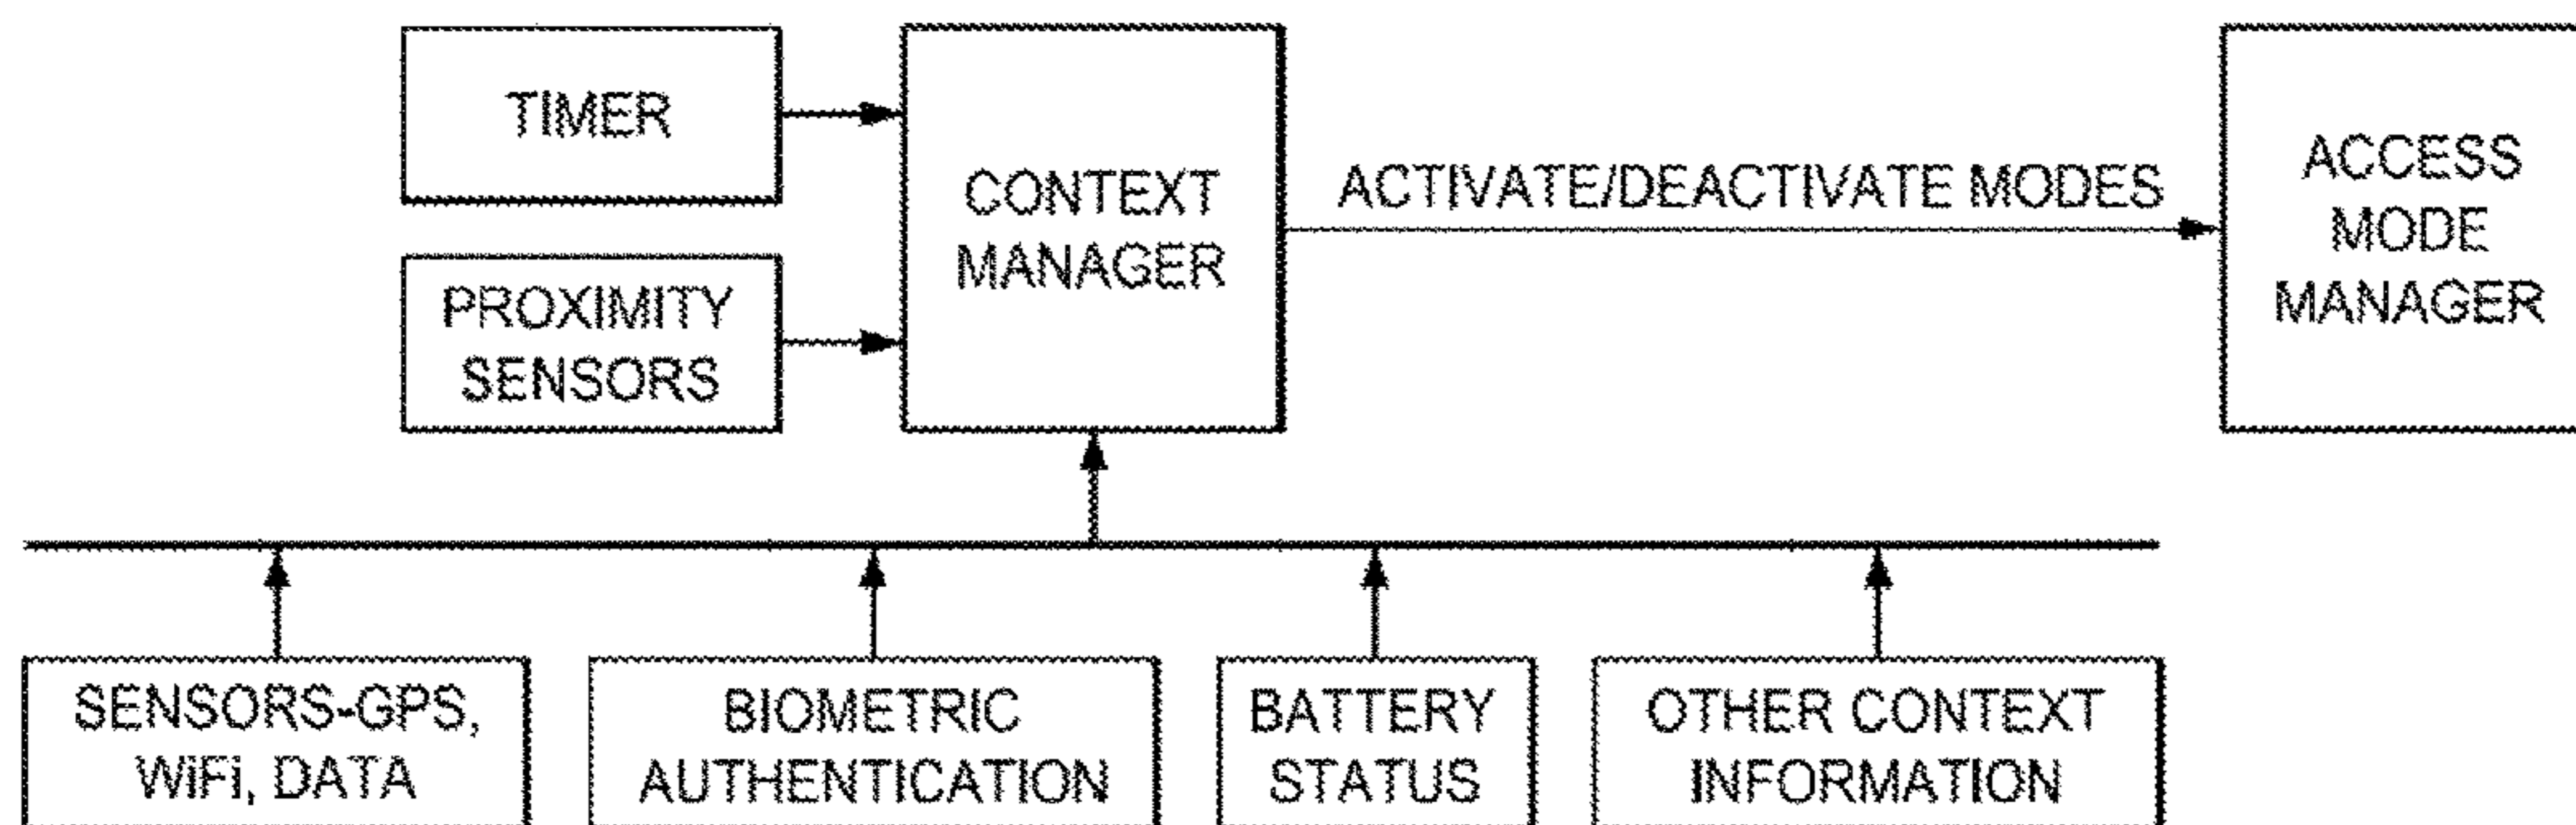 TIMER
PROXIMITY
SENSORS
CONTEXT
MANAGER
ACTIVATE/DEACTIVATE MODES
ACCESS
MODE
MANAGER
SENSORS-GPS,
WiFi, DATA
BIOMETRIC
AUTHENTICATION
BATTERY
STATUS
OTHER CONTEXT
INFORMATION